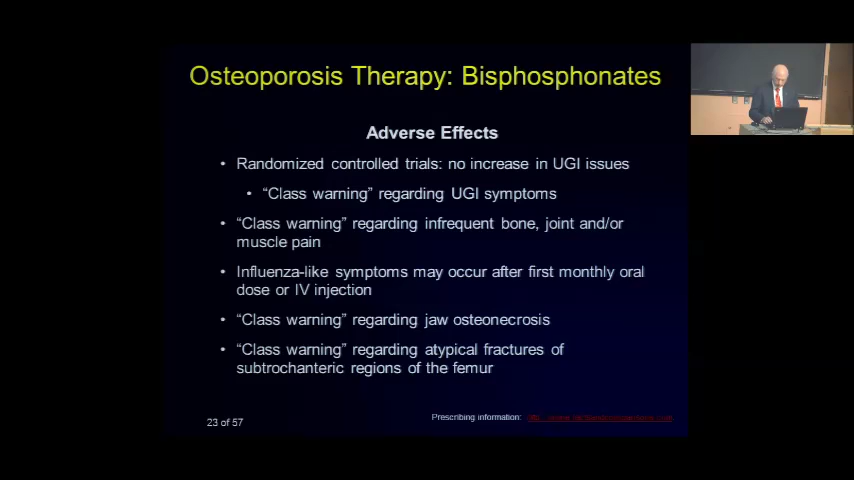 Osteoporosis Therapy: Bisphosphonates
Adverse Effects
• Randomized controlled trials: no increase in UGI issues
• “Class warning” regarding UGI symptoms
• “Class warning” regarding infrequent bone, joint and/or
muscle pain
• Influenza-like symptoms may occur after first monthly oral
dose or IV injection
• “Class warning” regarding jaw osteonecrosis
• “Class warning” regarding atypical fractures of
subtrochanteric regions of the femur
Prescribing information:
23 of 57